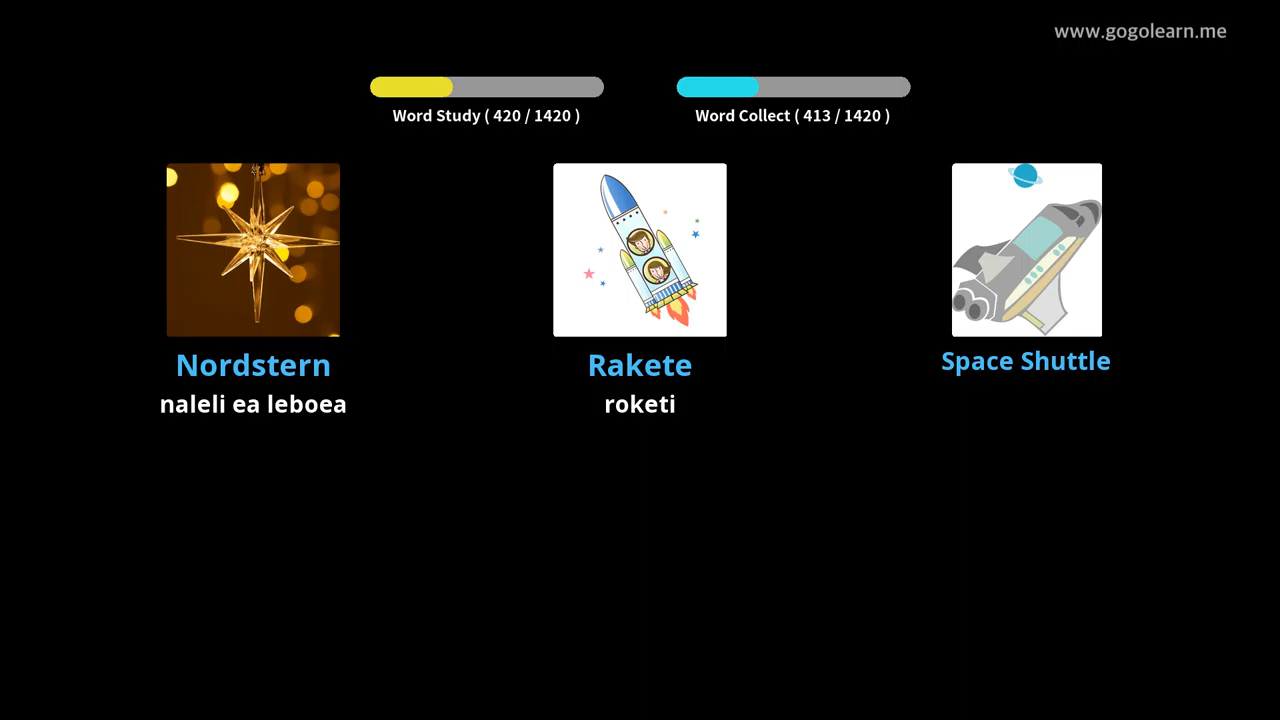 www.gogolearn.me
Word Study ( 420 / 1420 )
Word Collect ( 413 / 1420 )
Nordstern
naleli ea leboea
Rakete
roketi
Space Shuttle